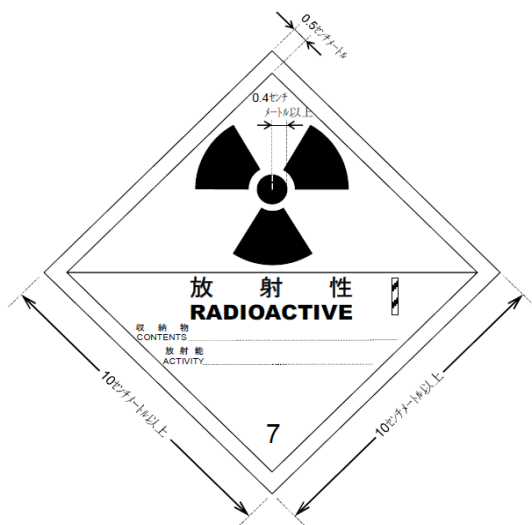 0.5センチメートル
0.4センチ
メートル以上
放射性
RADIOACTIVE
収納物
CONTENTS
放射能
ACTIVITY
10センチメートル以上
10センチメートル以上
7